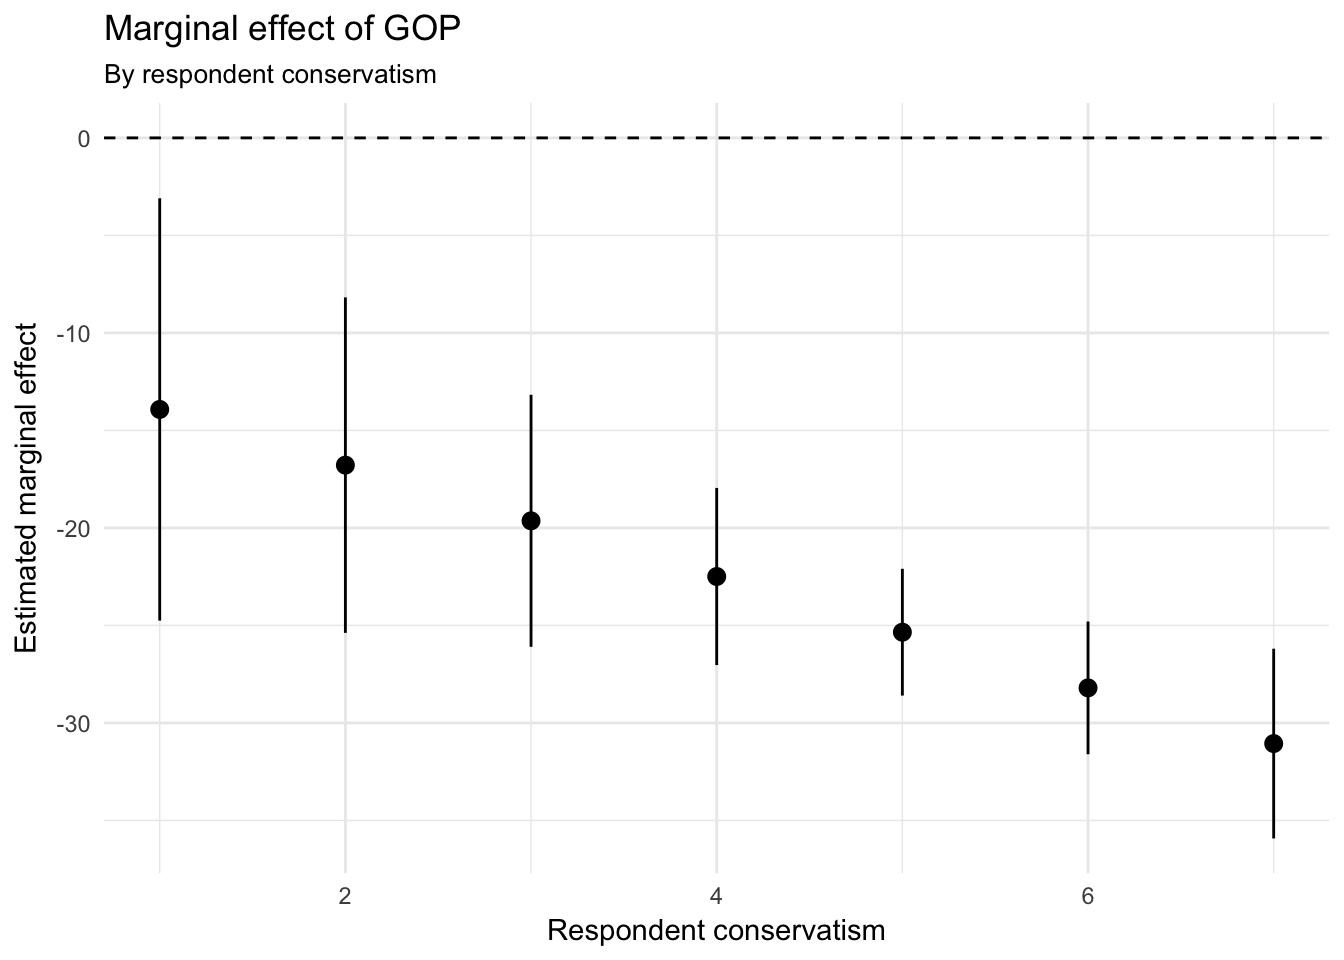 Marginal effect of GOP
By respondent conservatism
0
-10
-20
-30
Estimated marginal effect
2
4
6
Respondent conservatism